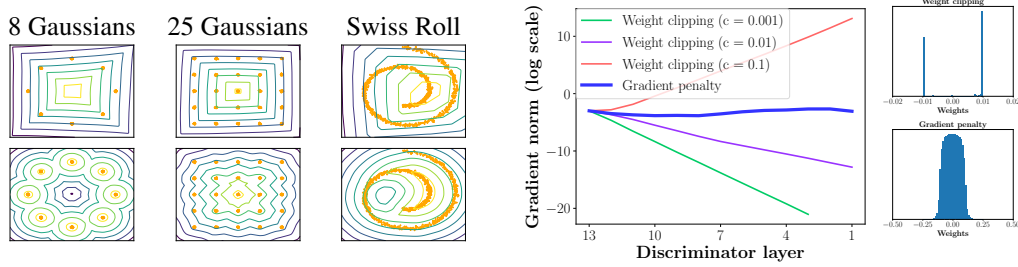 8 Gaussians
25 Gaussians
Swiss Roll
Gradient norm (log scale)
10
0
−10
−20
Weight clipping (c = 0.001)
Weight clipping (c = 0.01)
Weight clipping (c = 0.1)
Gradient penalty
13
10
7
4
1
Discriminator layer
Weight clipping
−0.02
−0.01
0.00
0.01
0.02
Weights
Gradient penalty
−0.50
−0.25
0.00
0.25
0.50
Weights